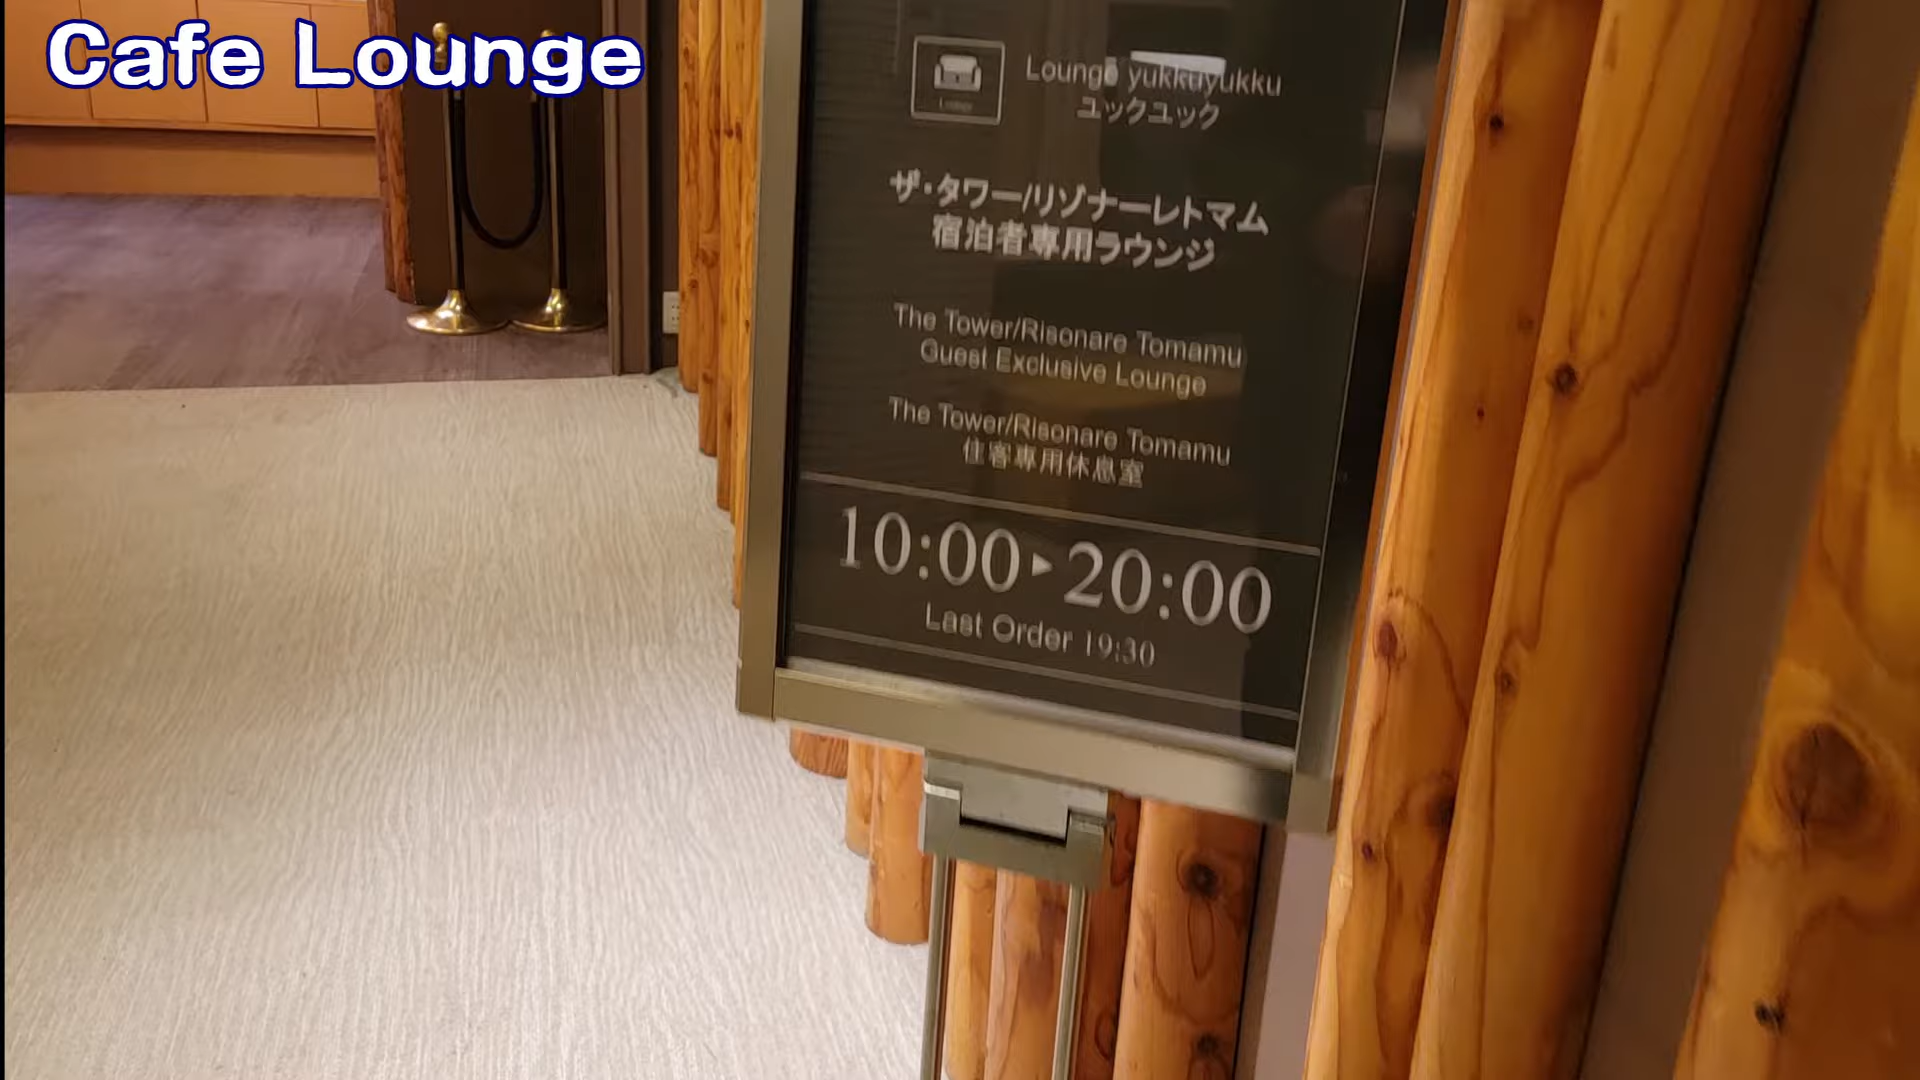 Cafe Lounge
Lounge yukkuyukku
ユックユック
ザ・タワー/リゾナーレトマム
宿泊者専用ラウンジ
The Tower/Risonare Tomamu
Guest Exclusive Lounge
The Tower/Risonare Tomamu
住客專用休息室
10:00▶20:00
Last Order 19:30